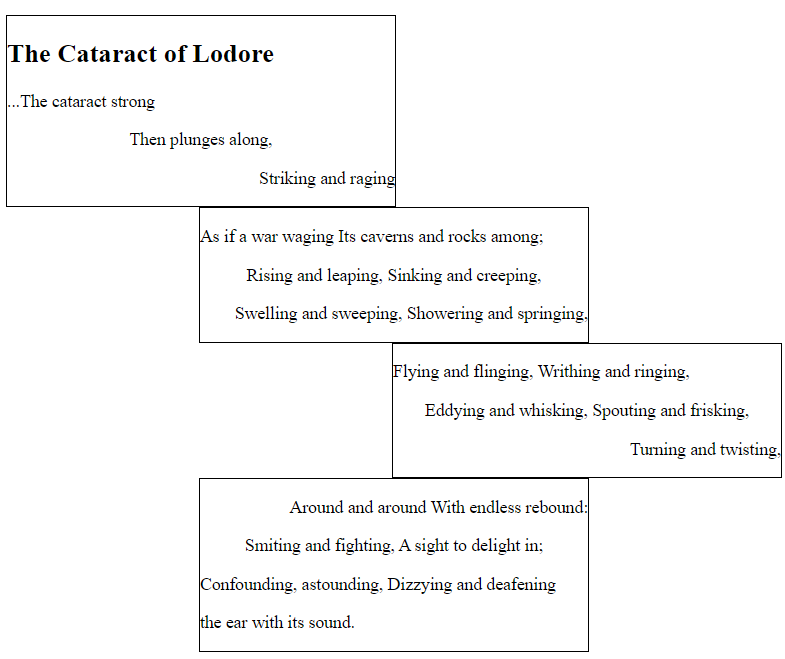 The Cataract of Lodore
...The cataract strong
Then plunges along,
Striking and raging
As if a war waging Its caverns and rocks among;
Rising and leaping, Sinking and creeping,
Swelling and sweeping, Showering and springing,
Flying and flinging, Writhing and ringing,
Eddying and whisking, Spouting and frisking,
Turning and twisting,
Around and around With endless rebound:
Smiting and fighting, A sight to delight in;
Confounding, astounding, Dizzying and deafening
the ear with its sound.